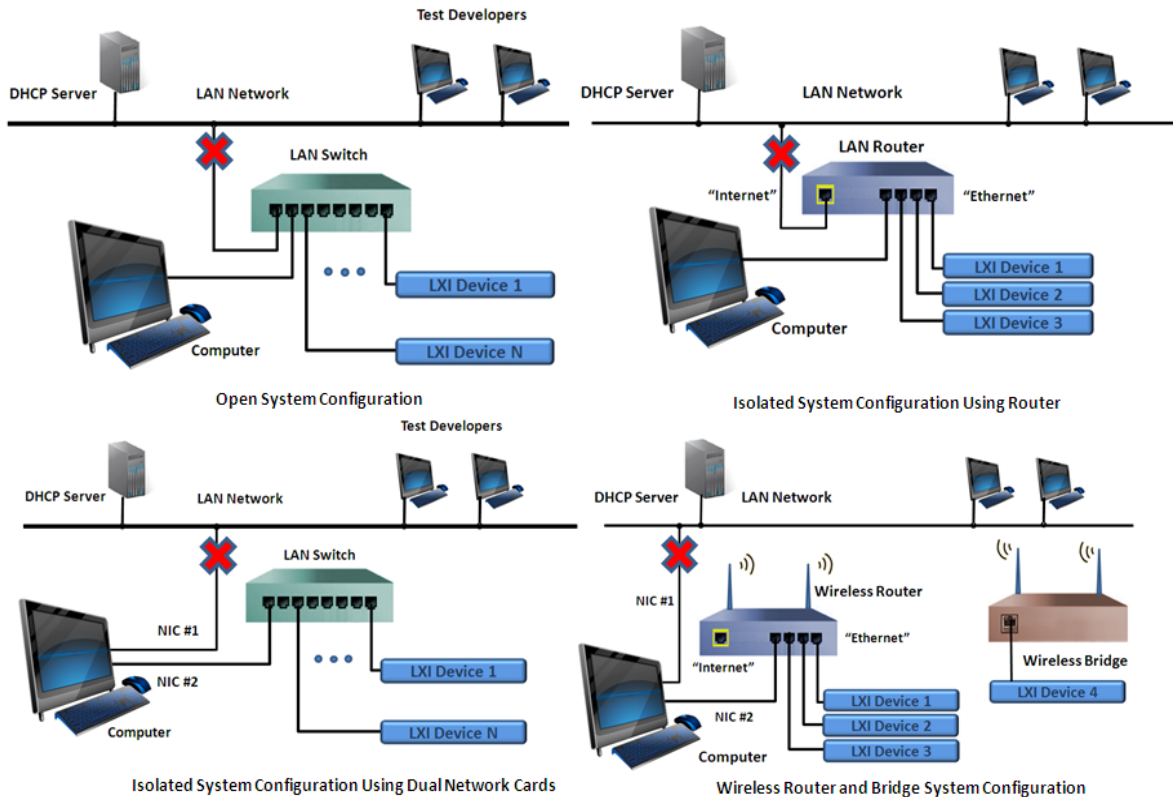 Test Developers
DHCP Server
LAN Network
LAN Switch
LXI Device 1
Computer
LXI Device N
Open System Configuration
DHCP Server
LAN Network
LAN Router
“Internet”
“Ethernet”
LXI Device 1
LXI Device 2
LXI Device 3
Computer
Isolated System Configuration Using Router
Test Developers
DHCP Server
LAN Network
LAN Switch
NIC #1
NIC #2
LXI Device 1
Computer
LXI Device N
Isolated System Configuration Using Dual Network Cards
DHCP Server
LAN Network
NIC #1
Wireless Router
“Ethernet”
“Internet”
Wireless Bridge
LXI Device 4
LXI Device 1
NIC #2
LXI Device 2
LXI Device 3
Computer
Wireless Router and Bridge System Configuration